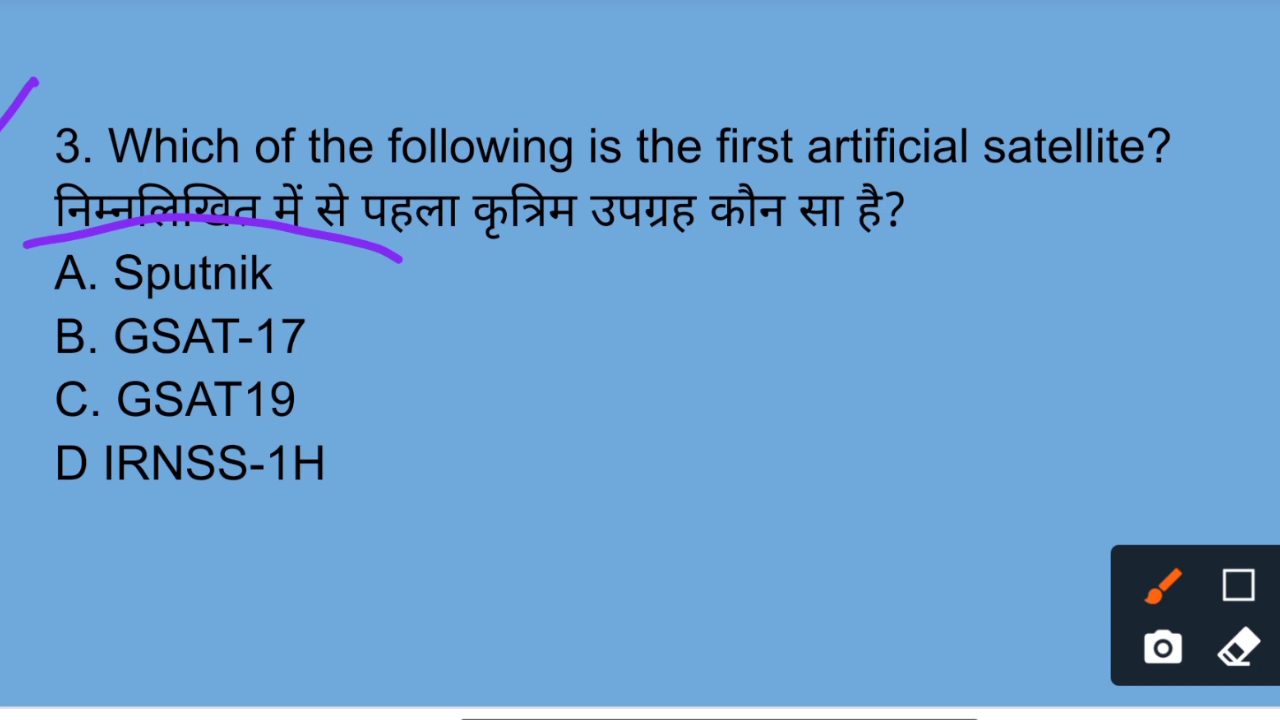 3. Which of the following is the first artificial satellite?
निम्नलिखित में से पहला कृत्रिम उपग्रह कौन सा है?
A. Sputnik
B. GSAT-17
C. GSAT19
D IRNSS-1H